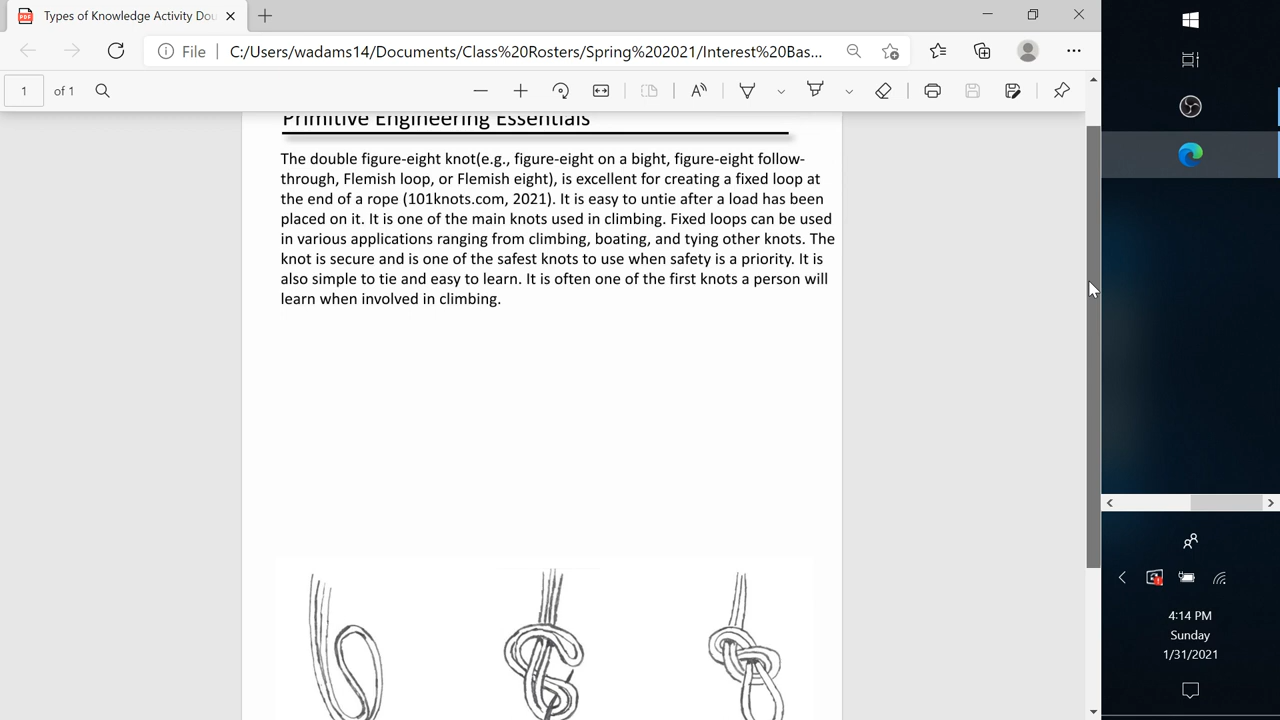 Types of Knowledge Activity Dou
File
C:/Users/wadams14/Documents/Class%20Rosters/Spring%202021/Interest%20Bas...
1 of 1
Primitive Engineering Essentials
The double figure-eight knot(e.g., figure-eight on a bight, figure-eight follow-
through, Flemish loop, or Flemish eight), is excellent for creating a fixed loop at
the end of a rope (101knots.com, 2021). It is easy to untie after a load has been
placed on it. It is one of the main knots used in climbing. Fixed loops can be used
in various applications ranging from climbing, boating, and tying other knots. The
knot is secure and is one of the safest knots to use when safety is a priority. It is
also simple to tie and easy to learn. It is often one of the first knots a person will
learn when involved in climbing.
4:14 PM
Sunday
1/31/2021